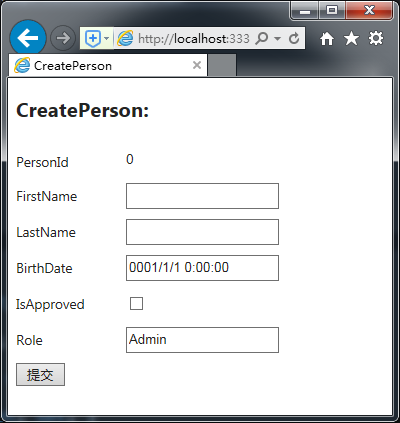 http://localhost:333
CreatePerson
CreatePerson:
PersonId 0
FirstName
LastName
BirthDate 0001/1/1 0:00:00
IsApproved
Role Admin
提交